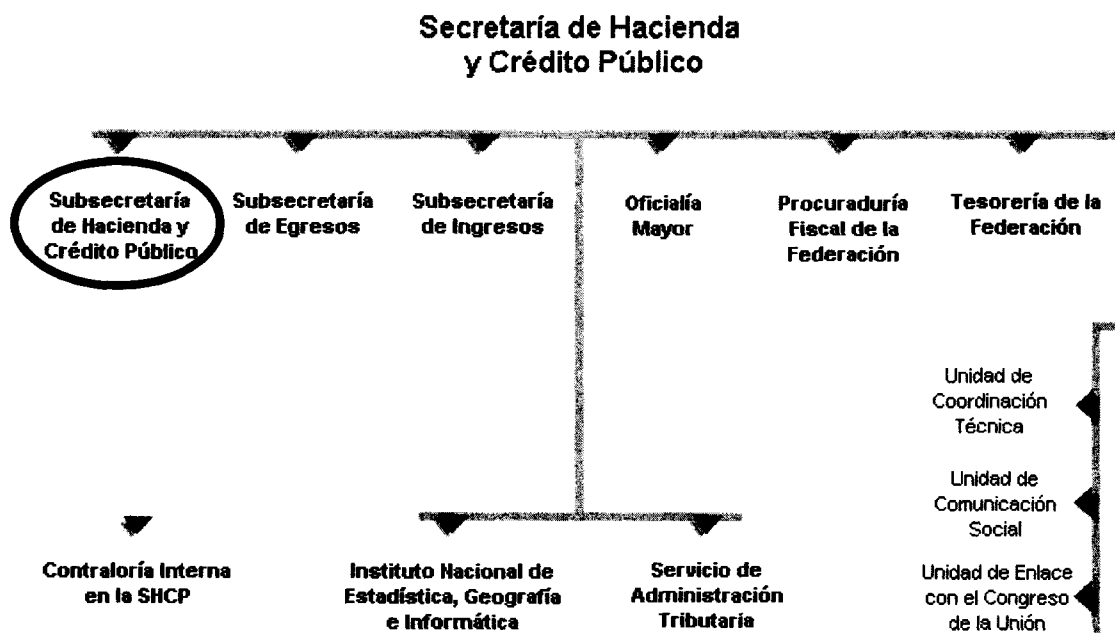 Secretaría de Hacienda
y Crédito Público
Subsecretaría
de Hacienda y
Crédito Público
Subsecretaría
de Egresos
Subsecretaría
de Ingresos
Oficialía
Mayor
Procuraduría
Fiscal de la
Federación
Tesorería de la
Federación
Unidad de
Coordinación
Técnica
Unidad de
Comunicación
Social
Unidad de Enlace
con el Congreso
de la Unión
Contraloría Interna
en la SHCP
Instituto Nacional de
Estadística, Geografía
e Informática
Servicio de
Administración
Tributaria